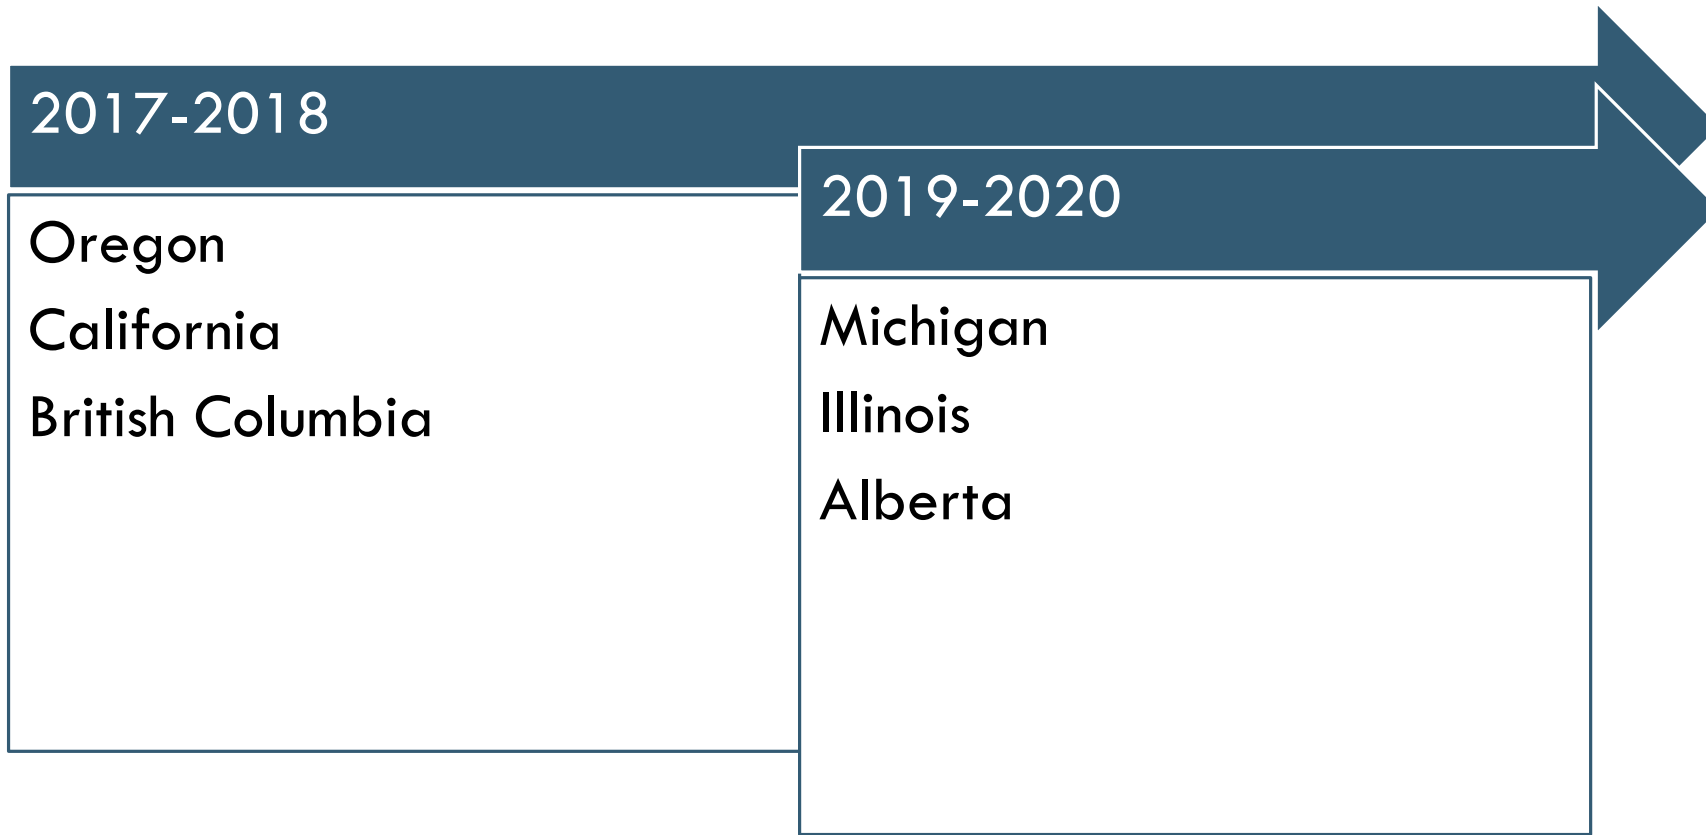 2017-2018
Oregon
California
British Columbia
2019-2020
Michigan
Illinois
Alberta